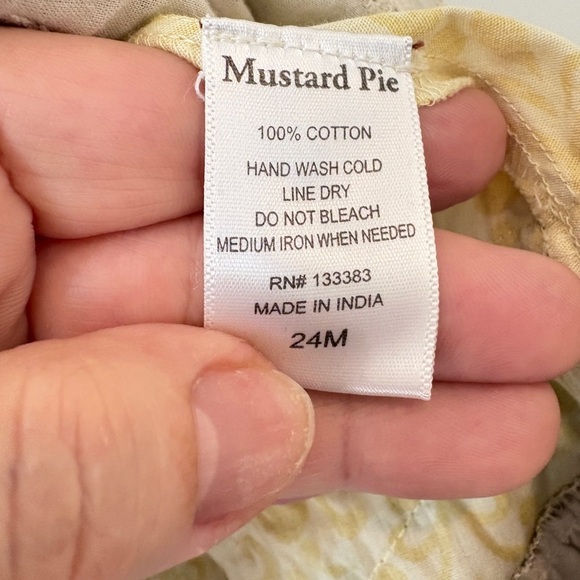 Mustard Pie
100% COTTON
HAND WASH COLD
LINE DRY
DO NOT BLEACH
MEDIUM IRON WHEN NEEDED
RN# 133383
MADE IN INDIA
24M